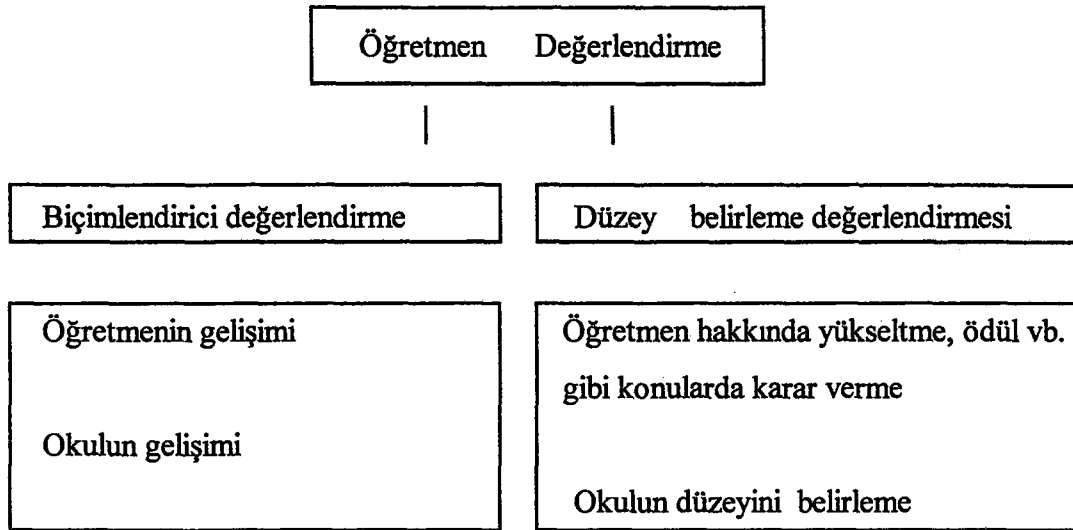 Öğretmen Değerlendirme
Biçimlendirici değerlendirme
Düzey belirleme değerlendirmesi
Öğretmenin gelişimi
Okulun gelişimi
Öğretmen hakkında yükseltme, ödül vb.
gibi konularda karar verme
Okulun düzeyini belirleme